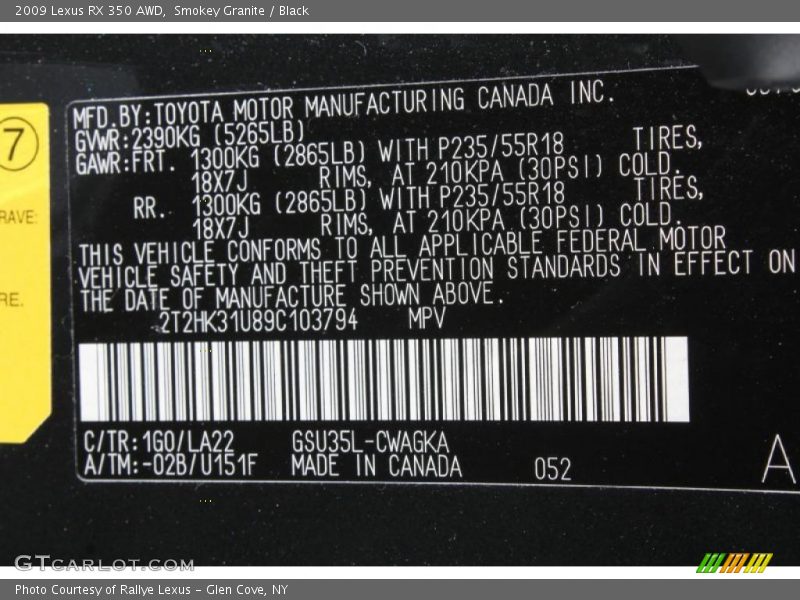 2009 Lexus RX 350 AWD, Smokey Granite / Black
MFD.BY:TOYOTA MOTOR MANUFACTURING CANADA INC.
GVWR:2390KG (5265LB)
GAWR:FRT. 1300KG (2865LB) WITH P235/55R18 TIRES,
18X7J RIMS, AT 210KPA (30PSI) COLD.
RR. 1300KG (2865LB) WITH P235/55R18 TIRES,
18X7J RIMS, AT 210KPA (30PSI) COLD.
THIS VEHICLE CONFORMS TO ALL APPLICABLE FEDERAL MOTOR
VEHICLE SAFETY AND THEFT PREVENTION STANDARDS IN EFFECT ON
THE DATE OF MANUFACTURE SHOWN ABOVE.
2T2HK31U89C103794 MPV
C/TR:1G0/LA22 GSU35L-CWAGKA
A/TM:-02B/U151F MADE IN CANADA 052
A
7
RAVE:
RE.
GTCARLOT.COM
Photo Courtesy of Rallye Lexus - Glen Cove, NY